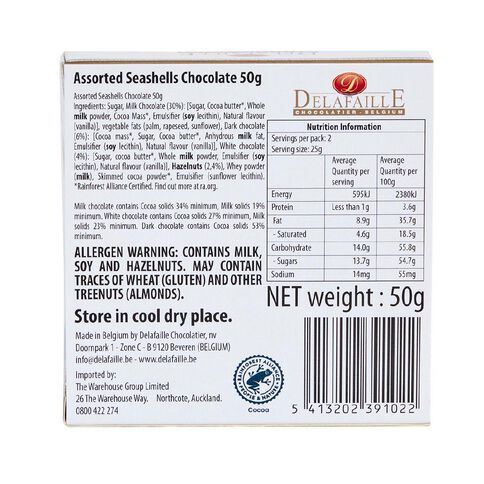 Assorted Seashells Chocolate 50g
Assorted Seashells Chocolate 50g
Ingredients: Sugar, Milk Chocolate (30%): [Sugar, Cocoa butter*, Whole
milk powder, Cocoa Mass*, Emulsifier (soy lecithin), Natural flavour
(vanilla)], vegetable fats (palm, rapeseed, sunflower), Dark chocolate
(6%): [Cocoa mass*, Sugar, Cocoa butter*, Anhydrous milk fat,
Emulsifier (soy lecithin), Natural flavour (vanilla)], White chocolate
(4%): [Sugar, Cocoa butter*, Whole milk powder, Emulsifier (soy
lecithin), Natural flavour (vanilla)], Hazelnuts (2,4%), Whey powder
(milk), Skimmed cocoa powder*, Emulsifier: sunflower lecithin.
*Rainforest Alliance Certified. Find out more at ra.org.
Milk chocolate contains Cocoa solids 34% minimum, Milk solids 19%
minimum. White chocolate contains Cocoa solids 27% minimum, Milk
solids 23% minimum. Dark chocolate contains Cocoa solids 53%
minimum.
ALLERGEN WARNING: CONTAINS MILK,
SOY AND HAZELNUTS. MAY CONTAIN
TRACES OF WHEAT (GLUTEN) AND OTHER
TREENUTS (ALMONDS).
Store in cool dry place.
Made in Belgium by Delafaille Chocolatier, nv
Doornpark 1 - Zone C - B 9120 Beveren (BELGIUM)
info@delafaille.be - www.delafaille.be
Imported by:
The Warehouse Group Limited
26 The Warehouse Way. Northcote, Auckland.
0800 422 274
D
DELAFAILLE
CHOCOLATIER - BELGIUM
Nutrition Information
Servings per pack: 2
Serving size: 25g
Average Quantity per serving Average Quantity per 100g
Energy 595kJ 2380kJ
Protein Less than 1g 3.6g
Fat 8.9g 35.7g
- Saturated 4.6g 18.5g
Carbohydrate 14.0g 55.8g
- Sugars 13.7g 54.7g
Sodium 14mg 55mg
NET weight : 50g
RAINFOREST ALLIANCE
PEOPLE & NATURE
Cocoa
5 413202 391022